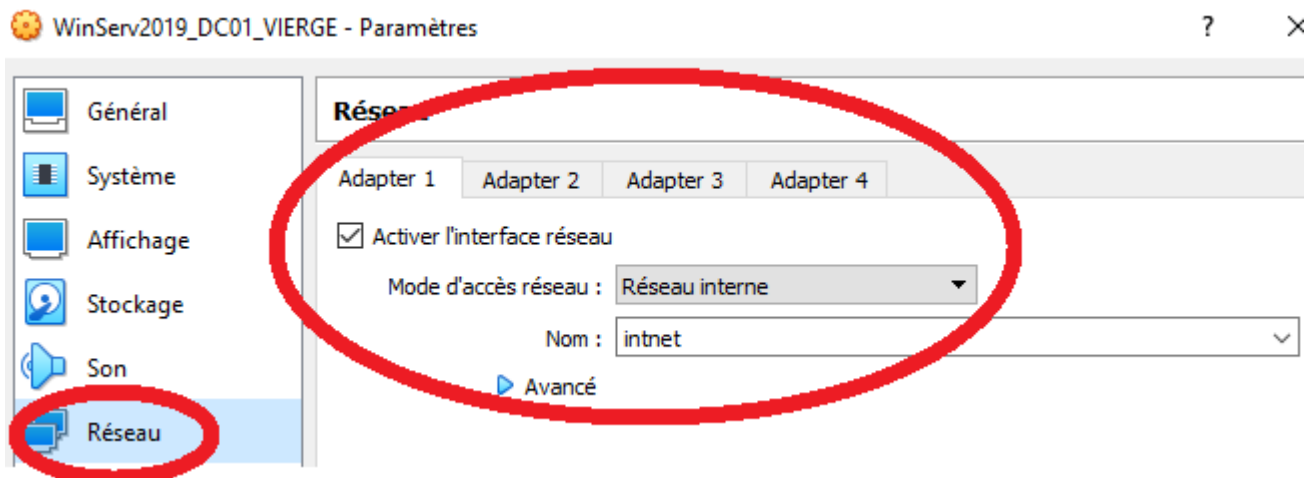 WinServ2019_DC01_VIERGE - Paramètres ? ×
Général
Système
Affichage
Stockage
Son
Réseau
Réseau
Adapter 1 Adapter 2 Adapter 3 Adapter 4
Activer l'interface réseau
Mode d'accès réseau : Réseau interne
Nom : intnet
Avancé